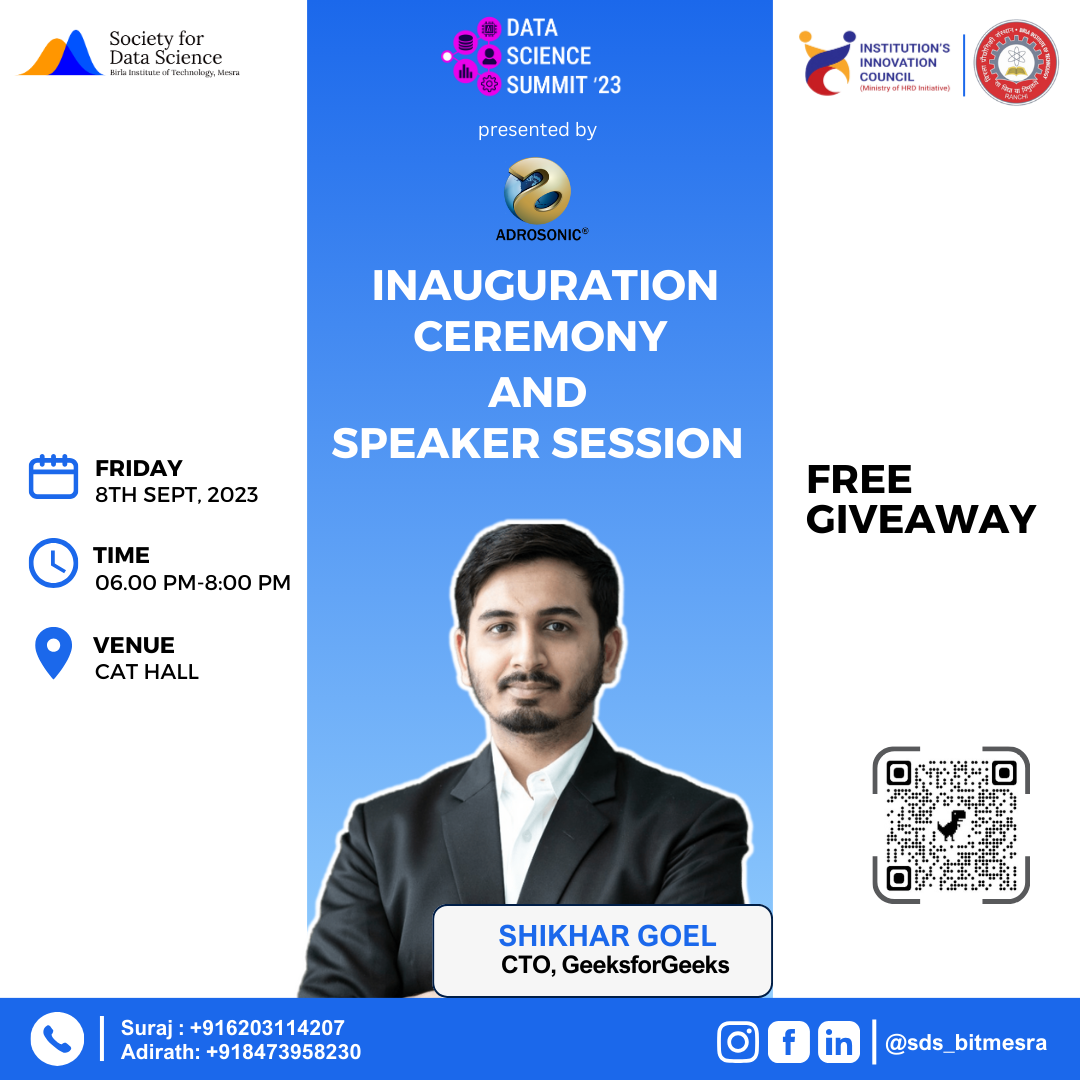 Society for
Data Science
Birla Institute of Technology, Mesra
DATA
SCIENCE
SUMMIT ‘23
INSTITUTION'S
INNOVATION
COUNCIL
(Ministry of HRD Initiative)
RANCHI
presented by
ADROSONIC®
INAUGURATION
CEREMONY
AND
SPEAKER SESSION
FRIDAY
8TH SEPT, 2023
TIME
06.00 PM-8:00 PM
VENUE
CAT HALL
FREE
GIVEAWAY
SHIKHAR GOEL
CTO, GeeksforGeeks
Suraj : +916203114207
Adirath: +918473958230
@sds_bitmesra